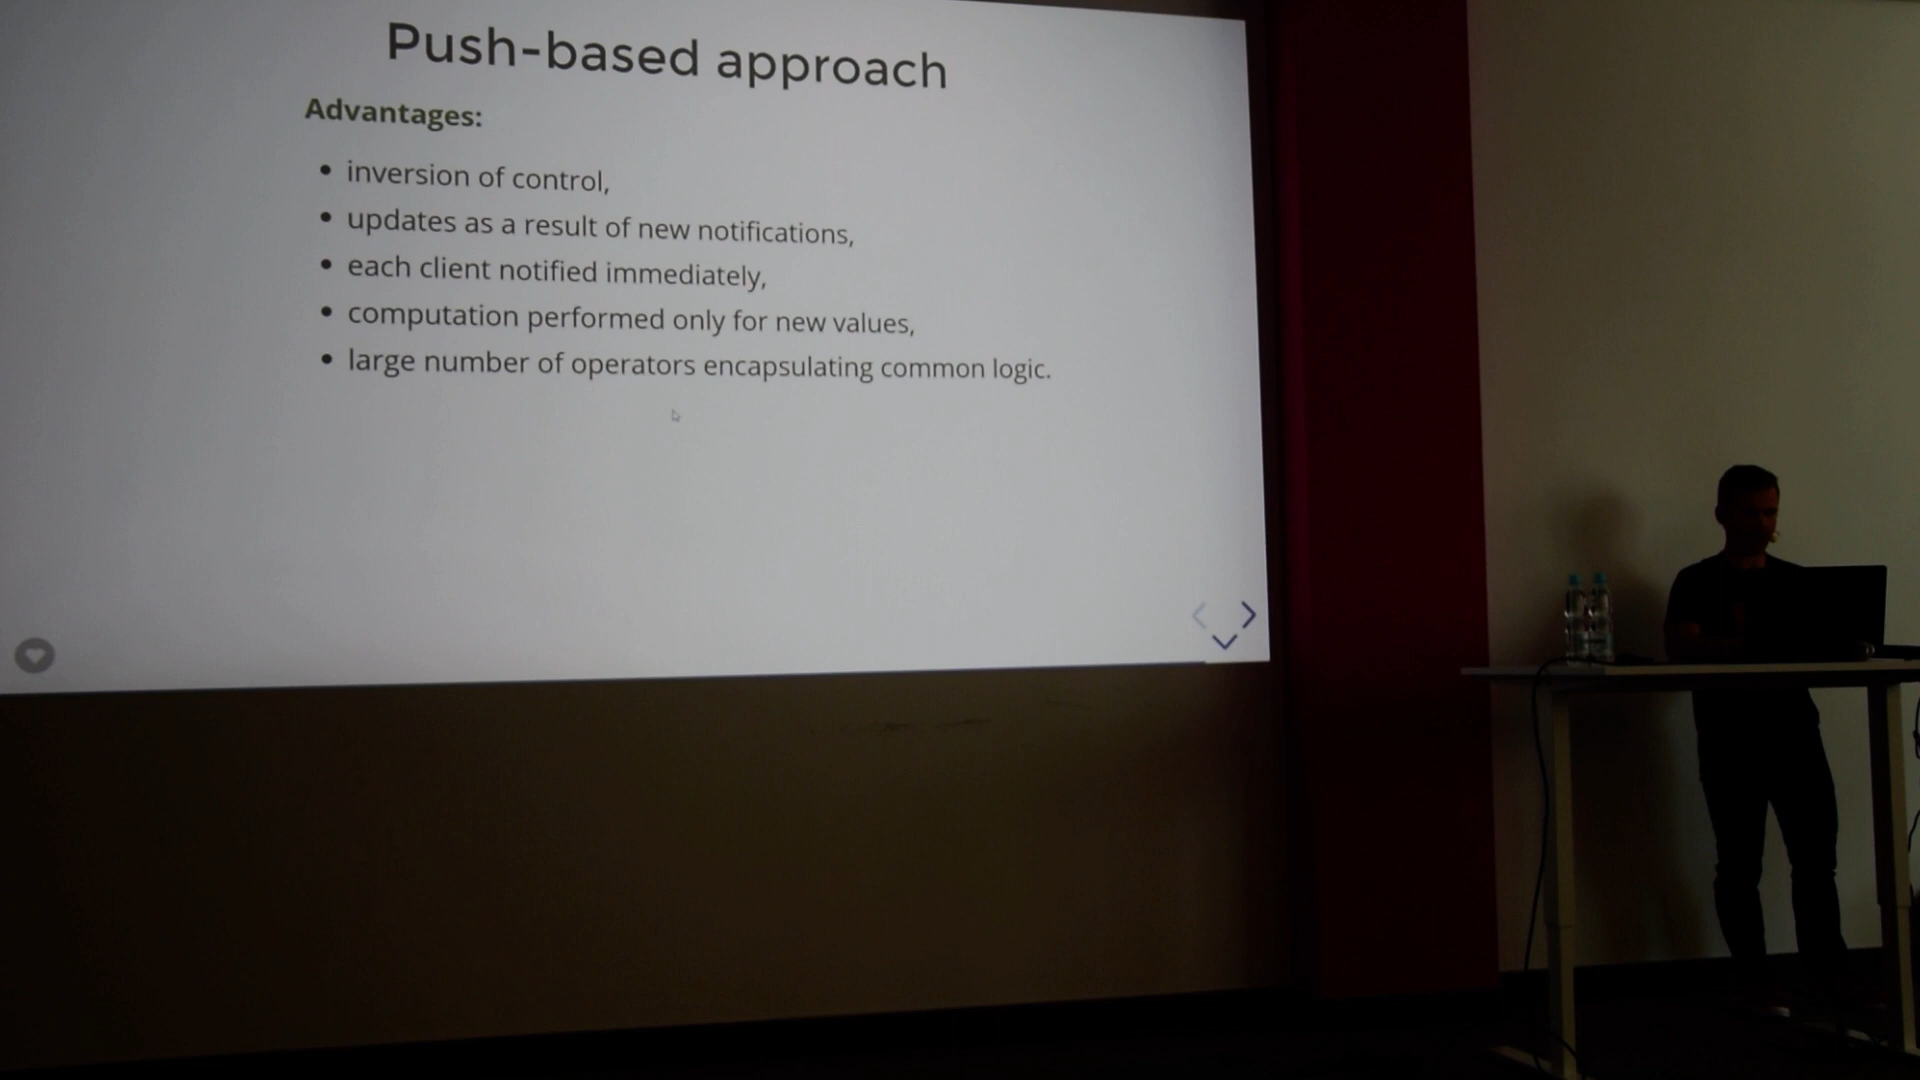 Push-based approach
Advantages:
inversion of control,
updates as a result of new notifications,
each client notified immediately,
computation performed only for new values,
large number of operators encapsulating common logic.